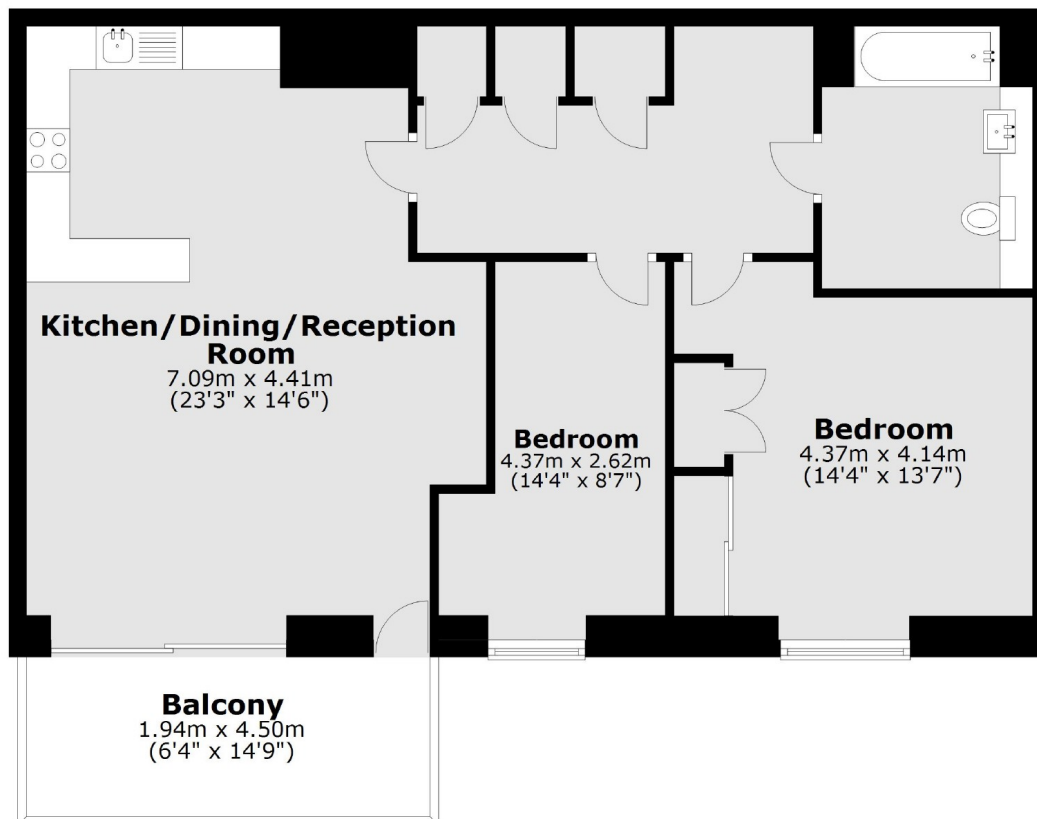 Kitchen/Dining/Reception
Room
7.09m x 4.41m
(23'3" x 14'6")
Bedroom
4.37m x 2.62m
(14'4" x 8'7")
Bedroom
4.37m x 4.14m
(14'4" x 13'7")
Balcony
1.94m x 4.50m
(6'4" x 14'9")